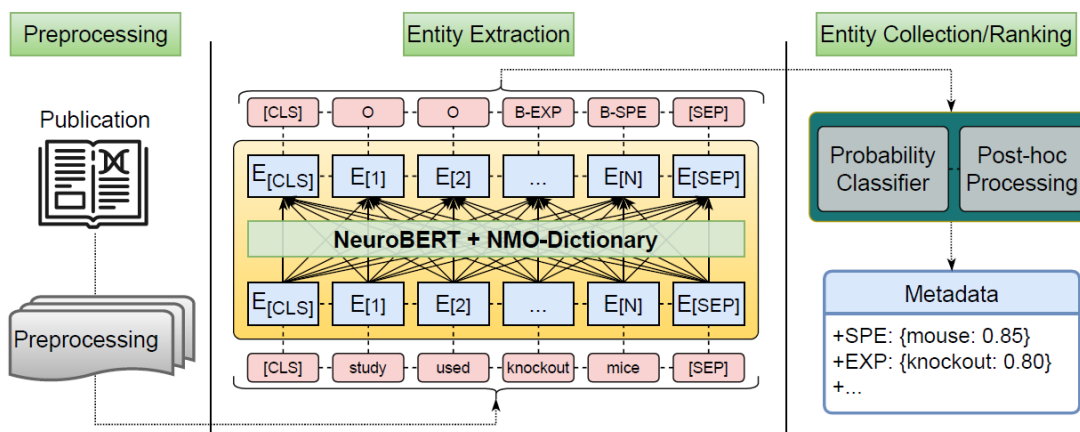 Preprocessing
Entity Extraction
Entity Collection/Ranking
Publication
Preprocessing
[CLS] O O B-EXP B-SPE [SEP]
E[CLS] E[1] E[2] ... E[N] E[SEP]
NeuroBERT + NMO-Dictionary
E[CLS] E[1] E[2] ... E[N] E[SEP]
[CLS] study used knockout mice [SEP]
Probability
Classifier
Post-hoc
Processing
Metadata
+SPE: {mouse: 0.85}
+EXP: {knockout: 0.80}
+...